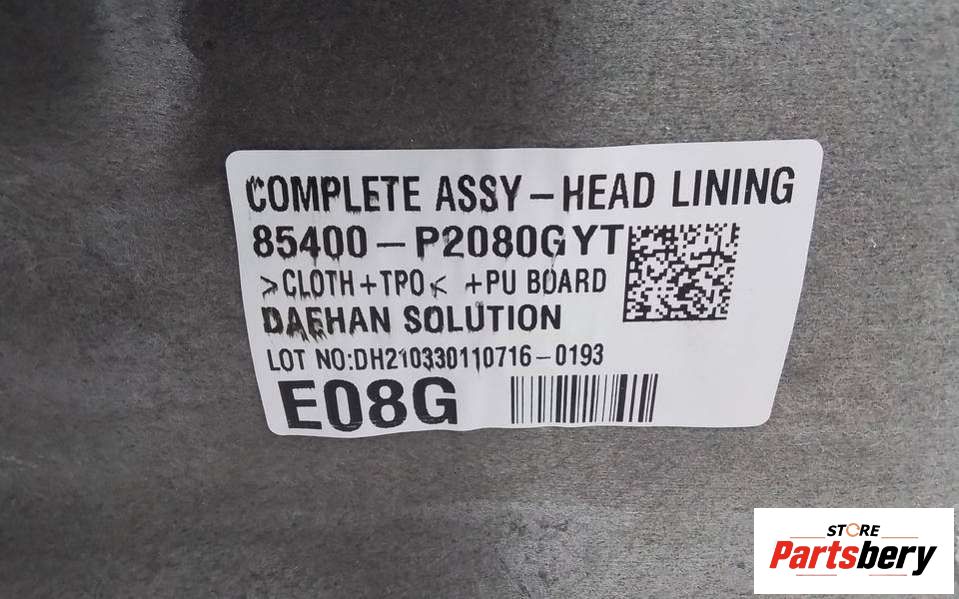 COMPLETE ASSY-HEAD LINING
85400-P2080GYT
>CLOTH+TPO< +PU BOARD
DAEHAN SOLUTION
LOT NO:DH210330110716-0193
E08G
STORE
Partsbery